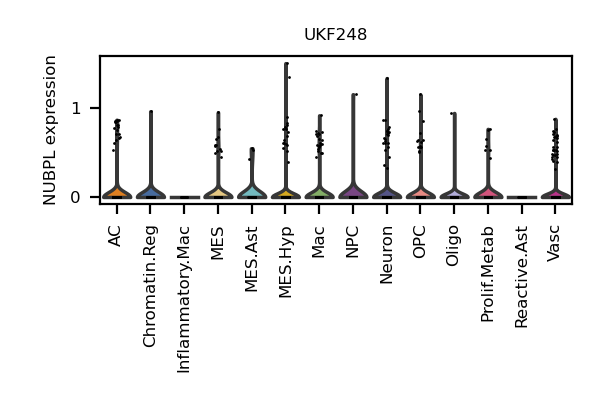 UKF248
NUBPL expression
1
0
AC
Chromatin.Reg
Inflammatory.Mac
MES
MES.Ast
MES.Hyp
Mac
NPC
Neuron
OPC
Oligo
Prolif.Metab
Reactive.Ast
Vasc